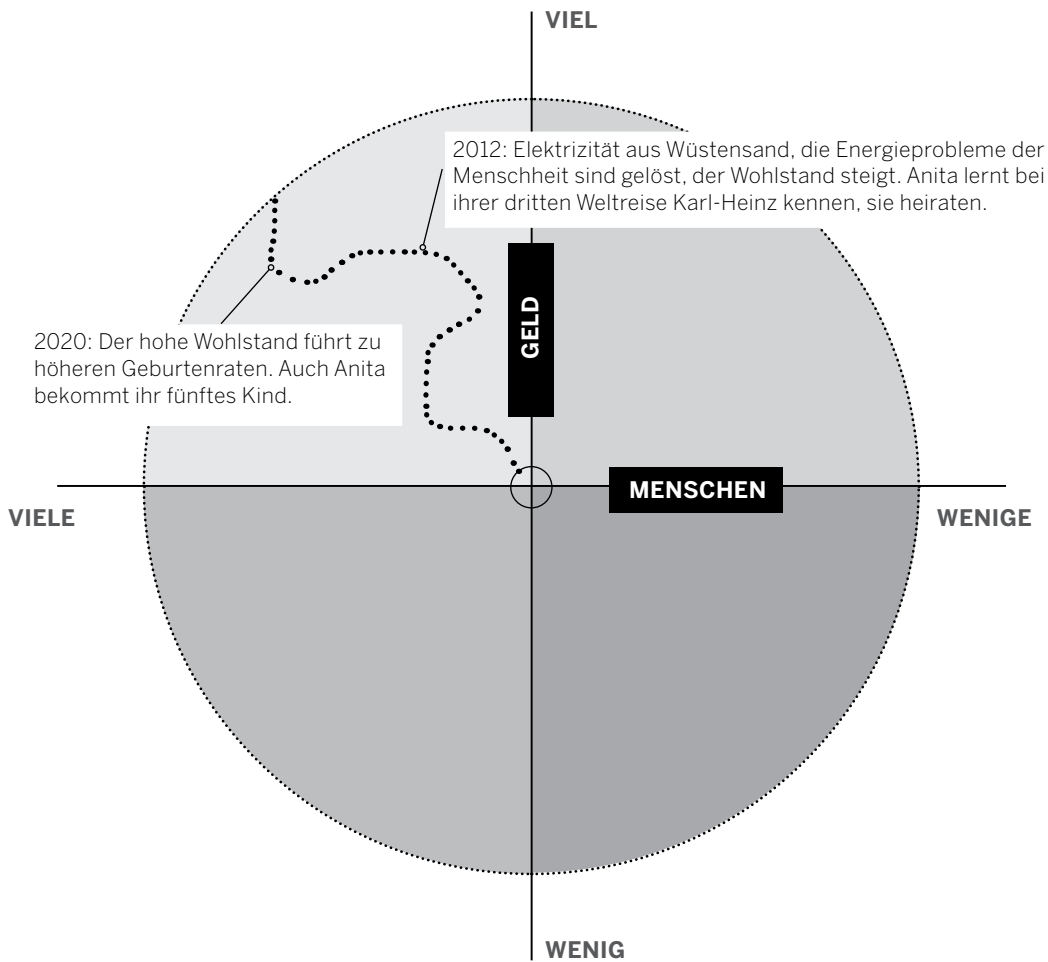 VIEL
2012: Elektrizität aus Wüstensand, die Energieprobleme der
Menschheit sind gelöst, der Wohlstand steigt. Anita lernt bei
ihrer dritten Weltreise Karl-Heinz kennen, sie heiraten.
GELD
2020: Der hohe Wohlstand führt zu
höheren Geburtenraten. Auch Anita
bekommt ihr fünftes Kind.
MENSCHEN
VIELE
WENIGE
WENIG